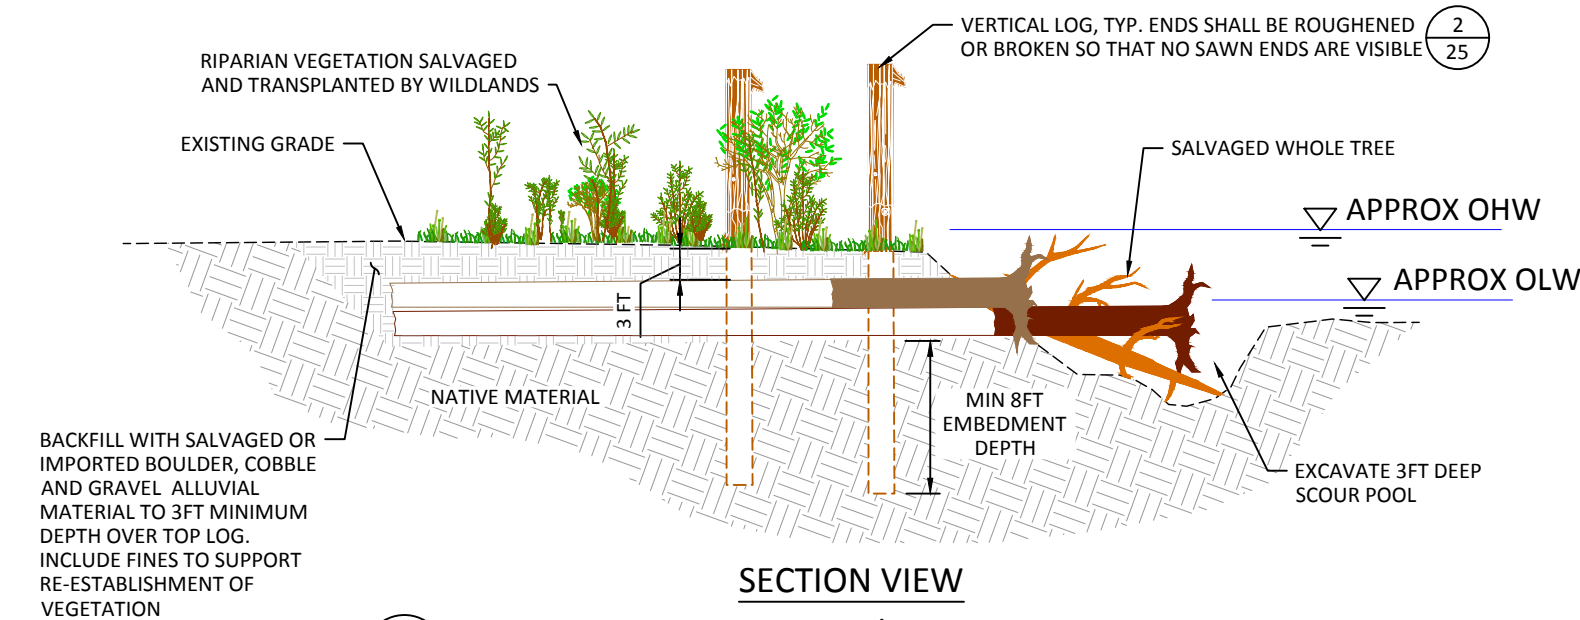 VERTICAL LOG, TYP. ENDS SHALL BE ROUGHENED
OR BROKEN SO THAT NO SAWN ENDS ARE VISIBLE
2
25
RIPARIAN VEGETATION SALVAGED
AND TRANSPLANTED BY WILDLANDS
EXISTING GRADE
SALVAGED WHOLE TREE
APPROX OHW
APPROX OLW
3 FT
NATIVE MATERIAL
MIN 8FT
EMBEDMENT
DEPTH
BACKFILL WITH SALVAGED OR
IMPORTED BOULDER, COBBLE
AND GRAVEL ALLUVIAL
MATERIAL TO 3FT MINIMUM
DEPTH OVER TOP LOG.
INCLUDE FINES TO SUPPORT
RE-ESTABLISHMENT OF
VEGETATION
EXCAVATE 3FT DEEP
SCOUR POOL
SECTION VIEW